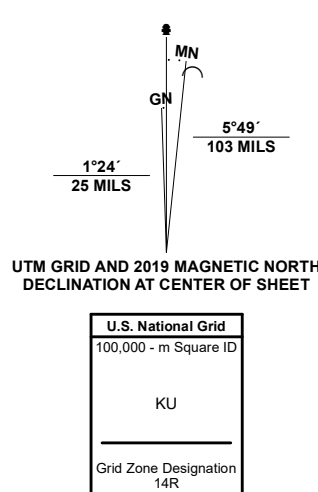 MN
GN
5°49´
103 MILS
1°24´
25 MILS
UTM GRID AND 2019 MAGNETIC NORTH
DECLINATION AT CENTER OF SHEET
U.S. National Grid
100,000 - m Square ID
KU
Grid Zone Designation
14R